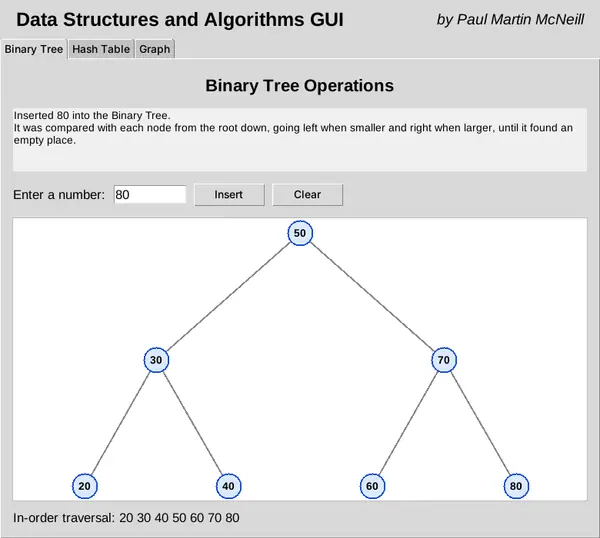 Data Structures and Algorithms GUI
by Paul Martin McNeill
Binary Tree
Hash Table
Graph
Binary Tree Operations
Inserted 80 into the Binary Tree.
It was compared with each node from the root down, going left when smaller and right when larger, until it found an
empty place.
Enter a number: 80 Insert Clear
50
30 70
20 40 60 80
In-order traversal: 20 30 40 50 60 70 80